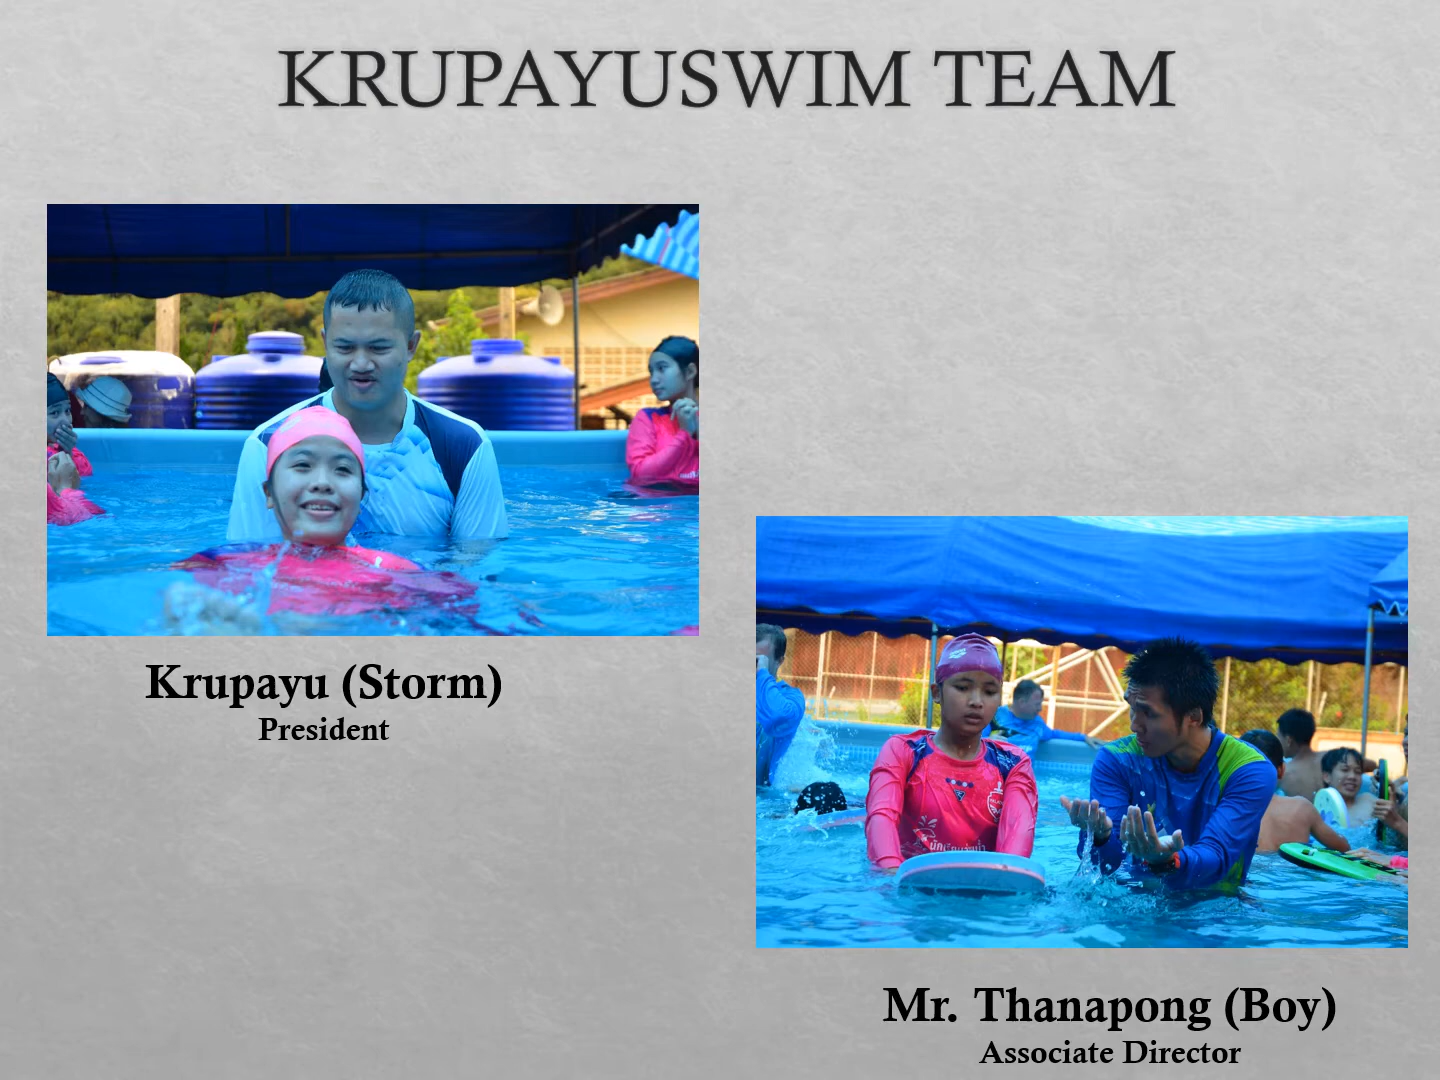 KRUPAYUSWIM TEAM
Krupayu (Storm)
President
Mr. Thanapong (Boy)
Associate Director